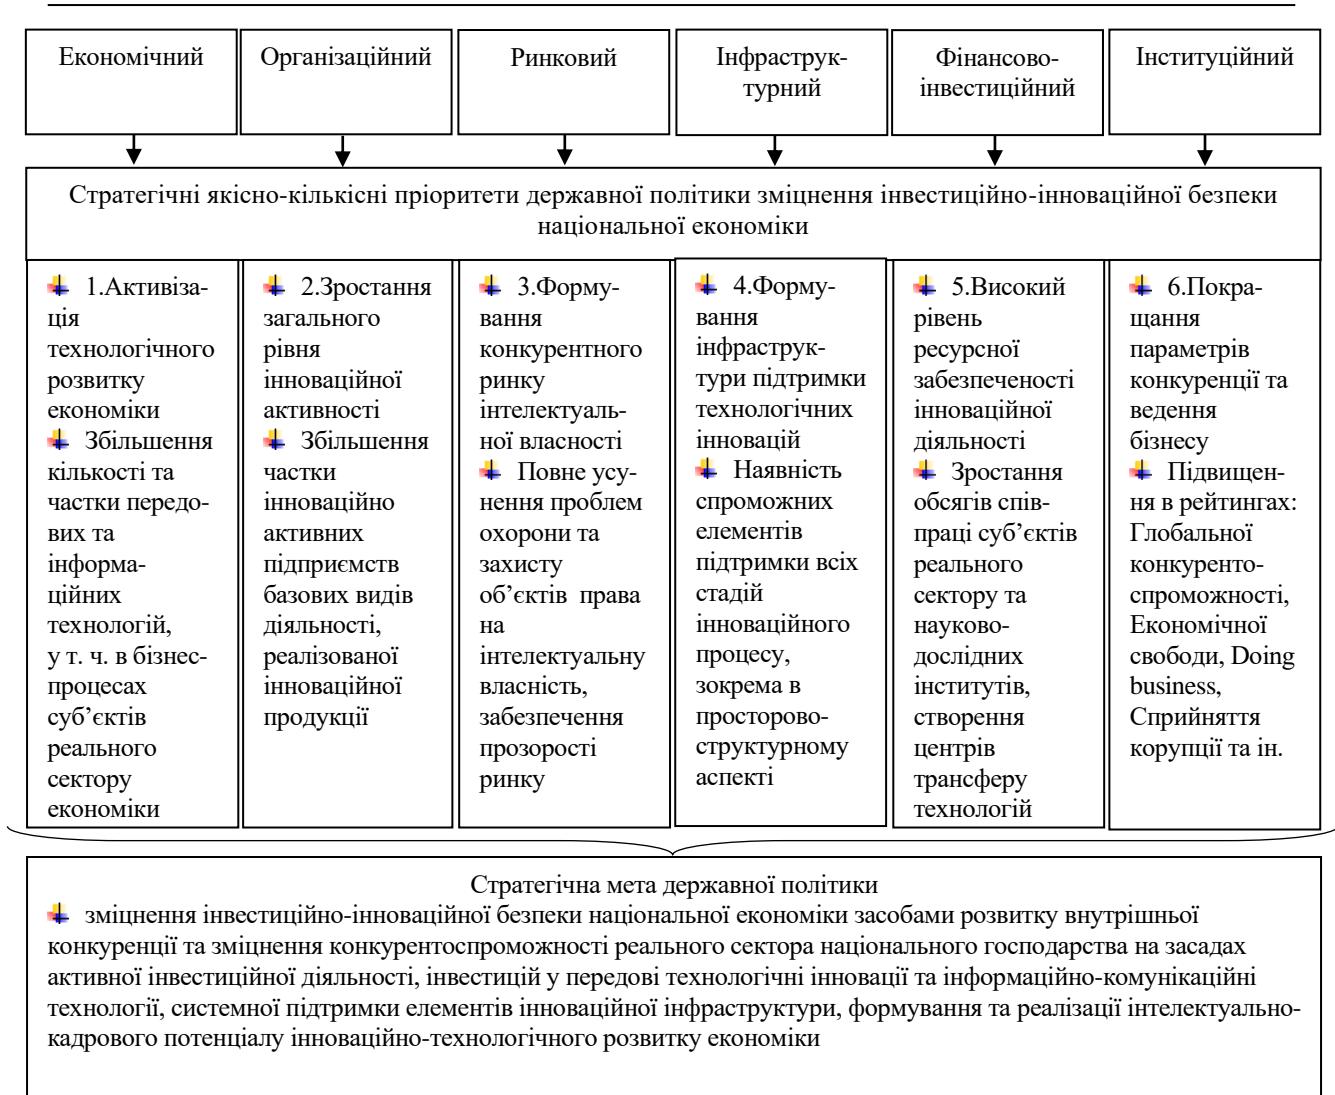 Економічний
Організаційний
Ринковий
Інфраструк-
турний
Фінансово-
інвестиційний
Інституційний
Стратегічні якісно-кількісні пріоритети державної політики зміцнення інвестиційно-інноваційної безпеки
національної економіки
1.Активіза-
ція
технологічного
розвитку
економіки
Збільшення
кількості та
частки передо-
вих та
інформа-
ційних
технологій,
у т. ч. в бізнес-
процесах
суб’єктів
реального
сектору
економіки
2.Зростання
загального
рівня
інноваційної
активності
Збільшення
частки
інноваційно
активних
підприємств
базових видів
діяльності,
реалізованої
інноваційної
продукції
3.Форму-
вання
конкурентного
ринку
інтелектуаль-
ної власності
Повне усу-
нення проблем
охорони та
захисту
об’єктів права
на
інтелектуальну
власність,
забезпечення
прозорості
ринку
4.Форму-
вання
інфраструк-
тури підтримки
технологічних
інновацій
Наявність
спроможних
елементів
підтримки всіх
стадій
інноваційного
процесу,
зокрема в
просторово-
структурному
аспекті
5.Високий
рівень
ресурсної
забезпеченості
інноваційної
діяльності
Зростання
обсягів спів-
праці суб’єктів
реального
сектору та
науково-
дослідних
інститутів,
створення
центрів
трансферу
технологій
6.Покра-
щання
параметрів
конкуренції та
ведення
бізнесу
Підвищен-
ня в рейтингах:
Глобальної
конкуренто-
спроможності,
Економічної
свободи, Doing
business,
Сприйняття
корупції та ін.
Стратегічна мета державної політики
зміцнення інвестиційно-інноваційної безпеки національної економіки засобами розвитку внутрішньої
конкуренції та зміцнення конкурентоспроможності реального сектора національного господарства на засадах
активної інвестиційної діяльності, інвестицій у передові технологічні інновації та інформаційно-комунікаційні
технології, системної підтримки елементів інноваційної інфраструктури, формування та реалізації інтелектуально-
кадрового потенціалу інноваційно-технологічного розвитку економіки